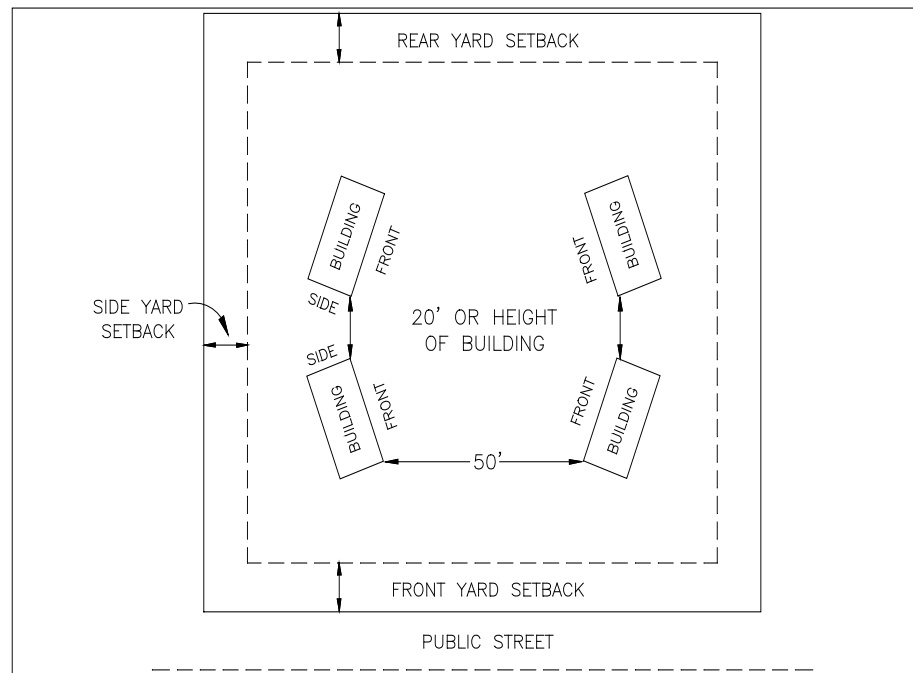 REAR YARD SETBACK
BUILDING
FRONT
FRONT
BUILDING
SIDE
SIDE YARD
SETBACK
20' OR HEIGHT
OF BUILDING
SIDE
BUILDING
FRONT
FRONT
BUILDING
50'
FRONT YARD SETBACK
PUBLIC STREET